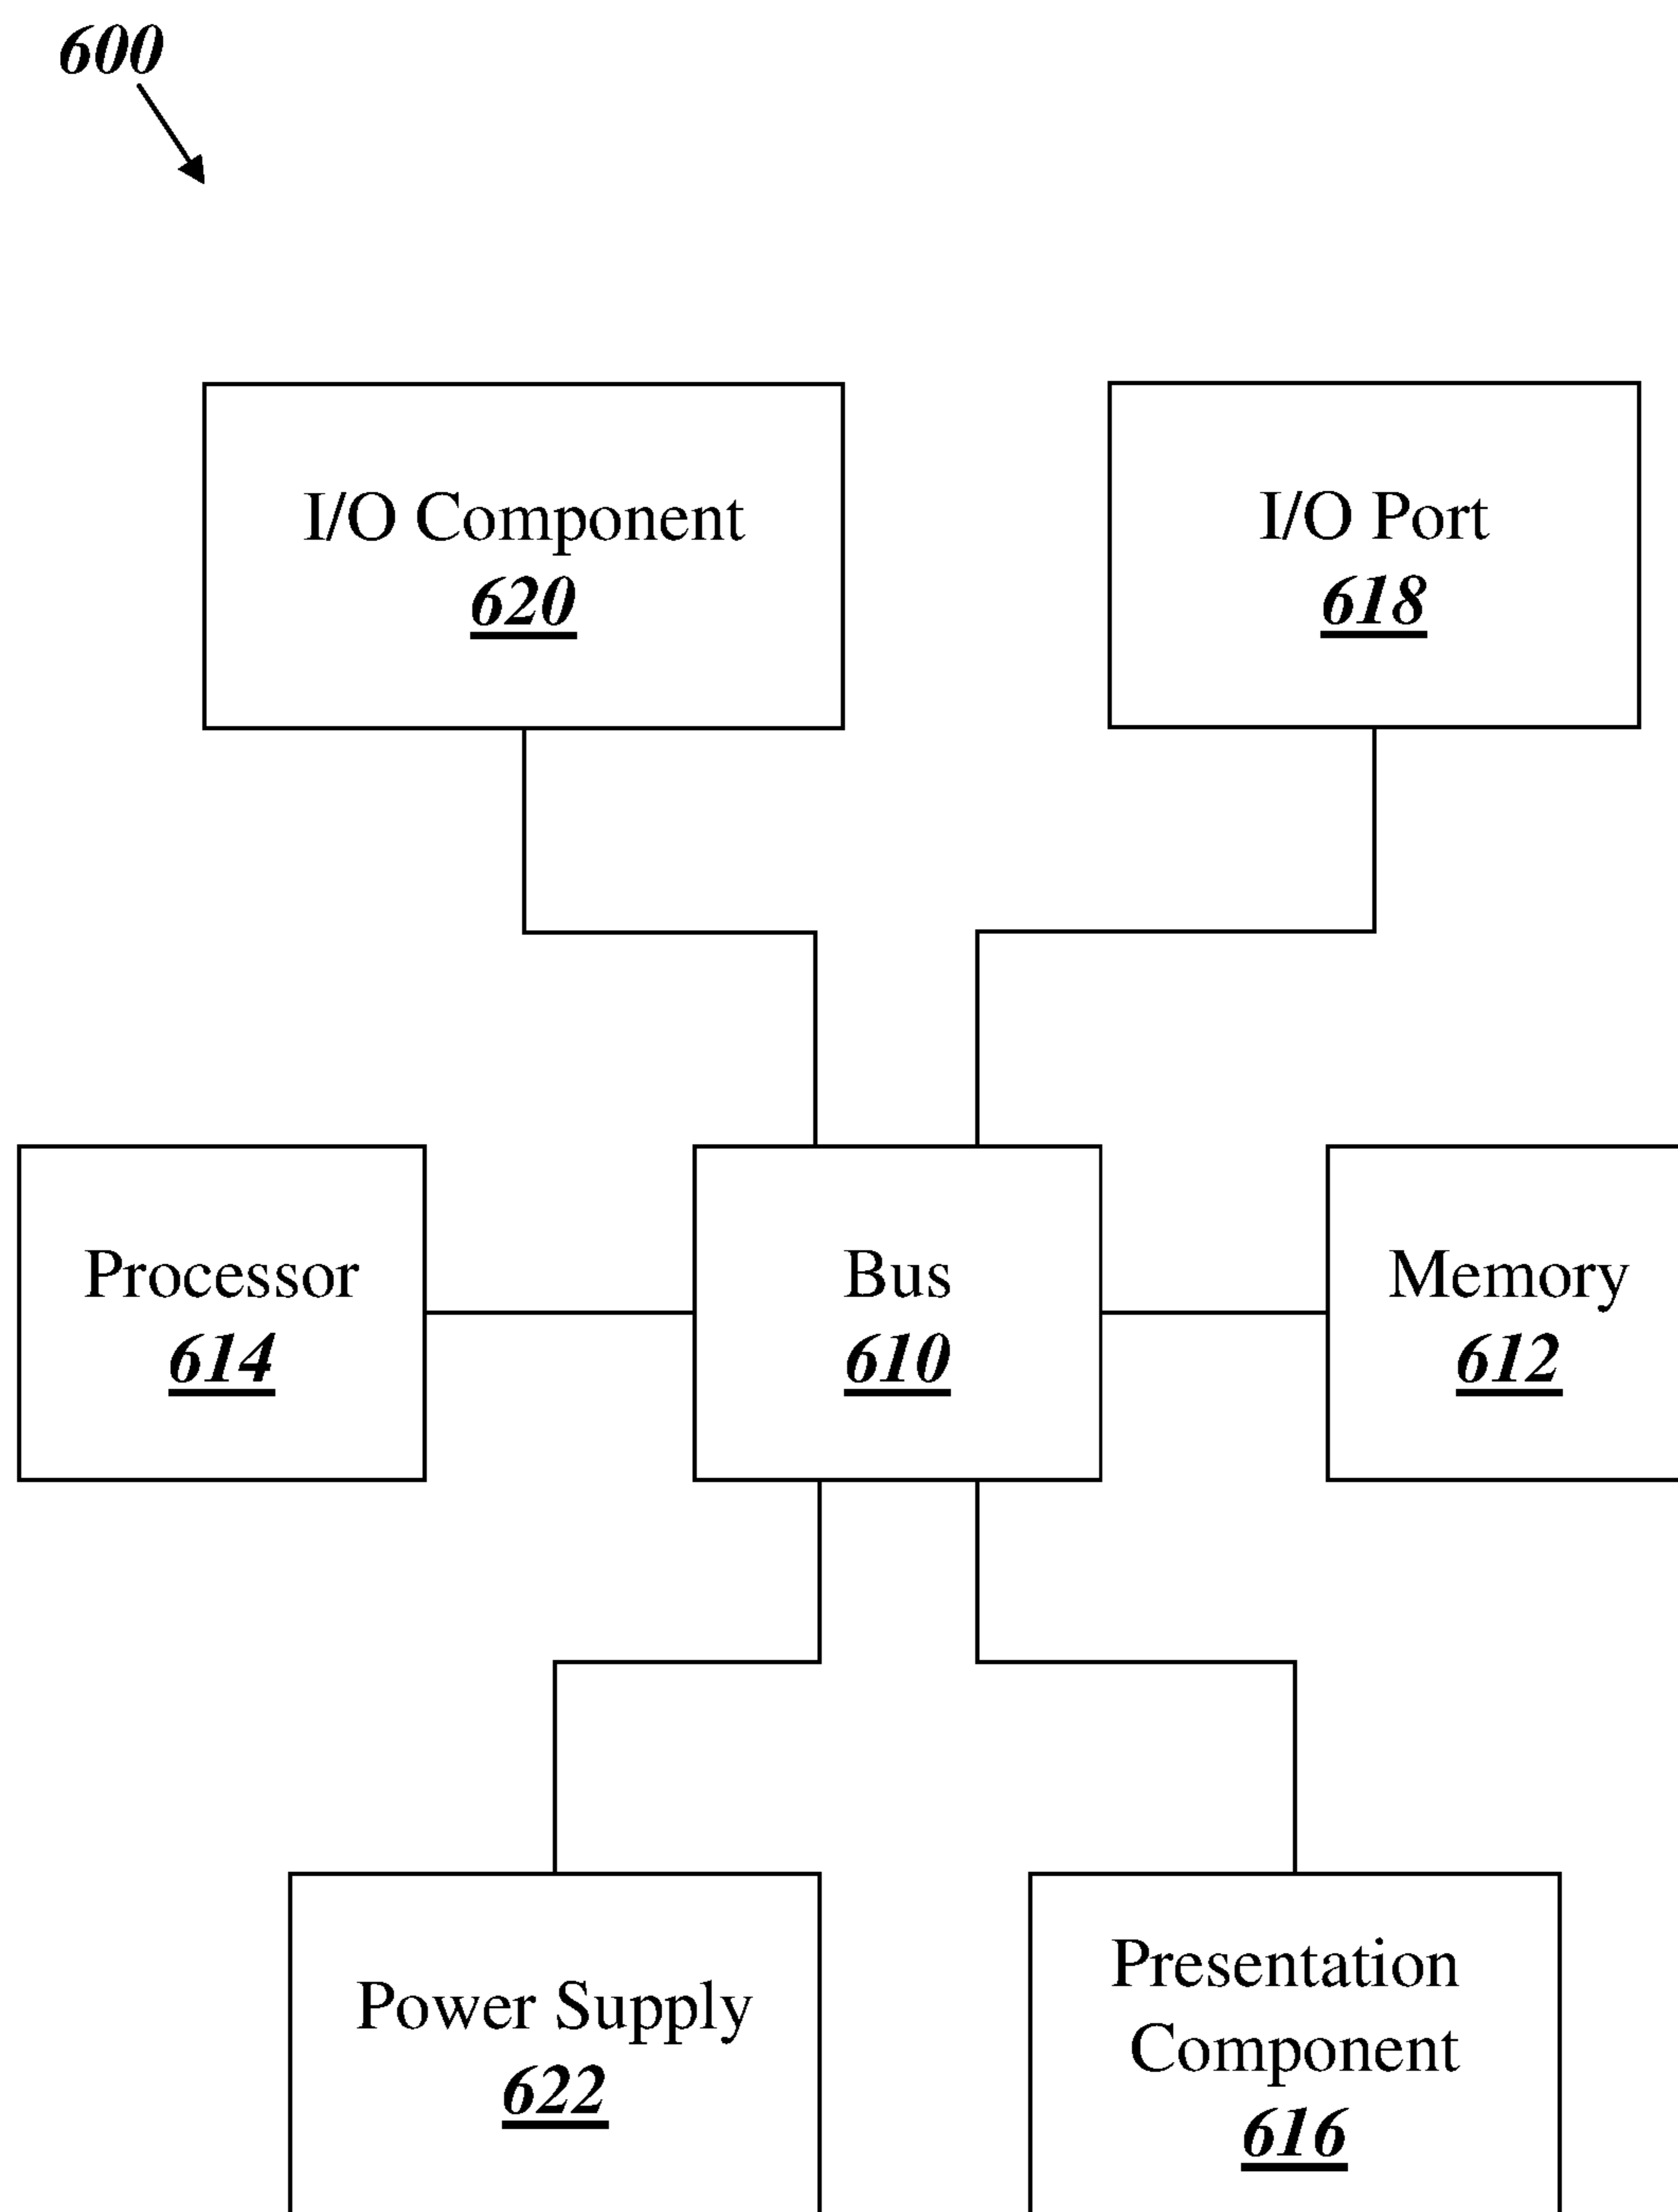 600
I/O Component
620
I/O Port
618
Processor
614
Bus
610
Memory
612
Power Supply
622
Presentation
Component
616